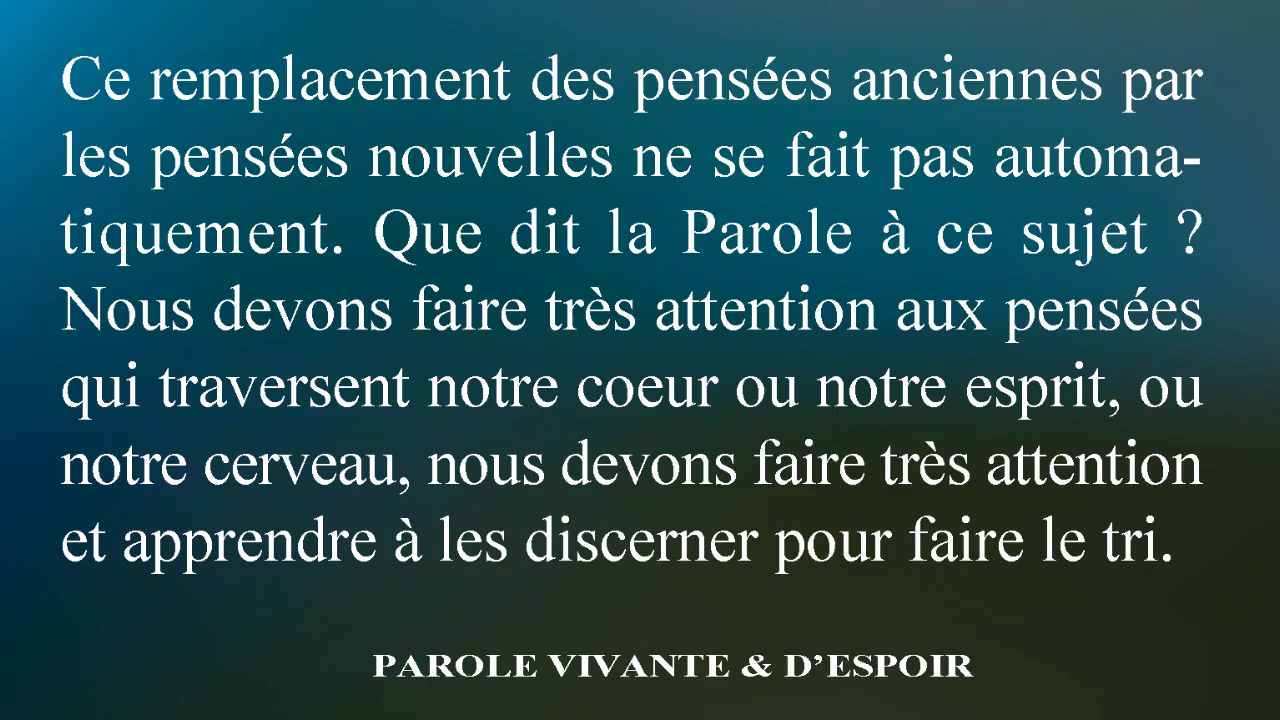 Ce remplacement des pensées anciennes par
les pensées nouvelles ne se fait pas automa-
tiquement. Que dit la Parole à ce sujet ?
Nous devons faire très attention aux pensées
qui traversent notre coeur ou notre esprit, ou
notre cerveau, nous devons faire très attention
et apprendre à les discerner pour faire le tri.
PAROLE VIVANTE & D’ESPOIR